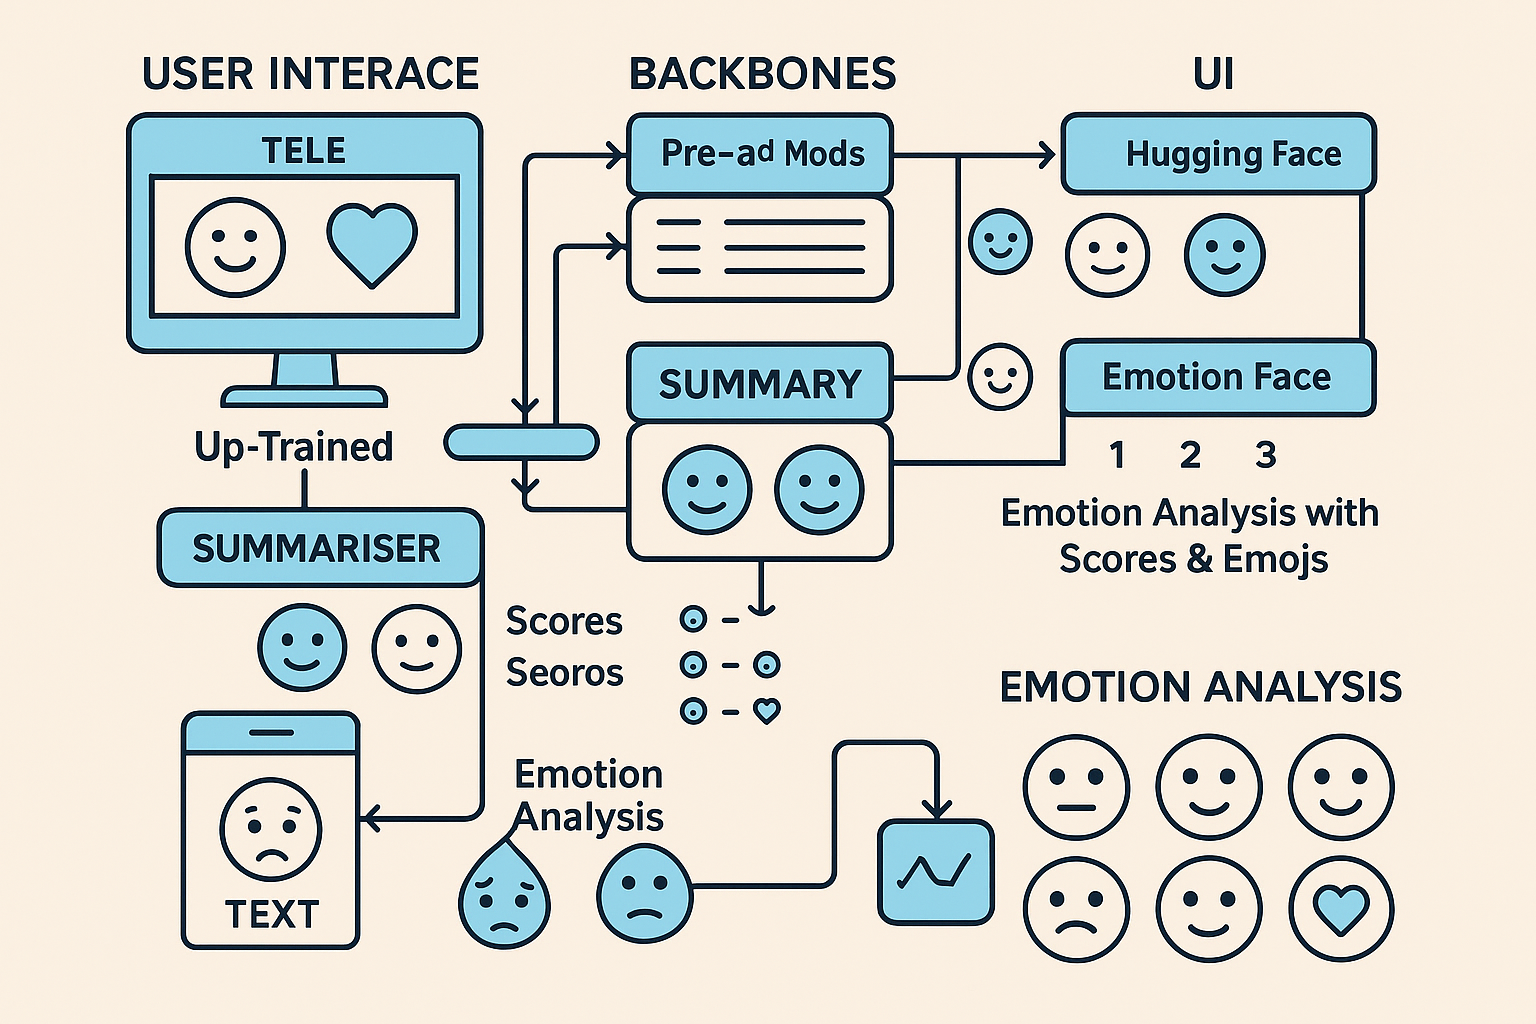 USER INTERACE
BACKBONES
UI
TELE
Pre-ad Mods
Hugging Face
SUMMARY
Emotion Face
Up-Trained
1 2 3
SUMMARISER
Emotion Analysis with
Scores & Emojs
Scores
Seoros
EMOTION ANALYSIS
Emotion
Analysis
TEXT